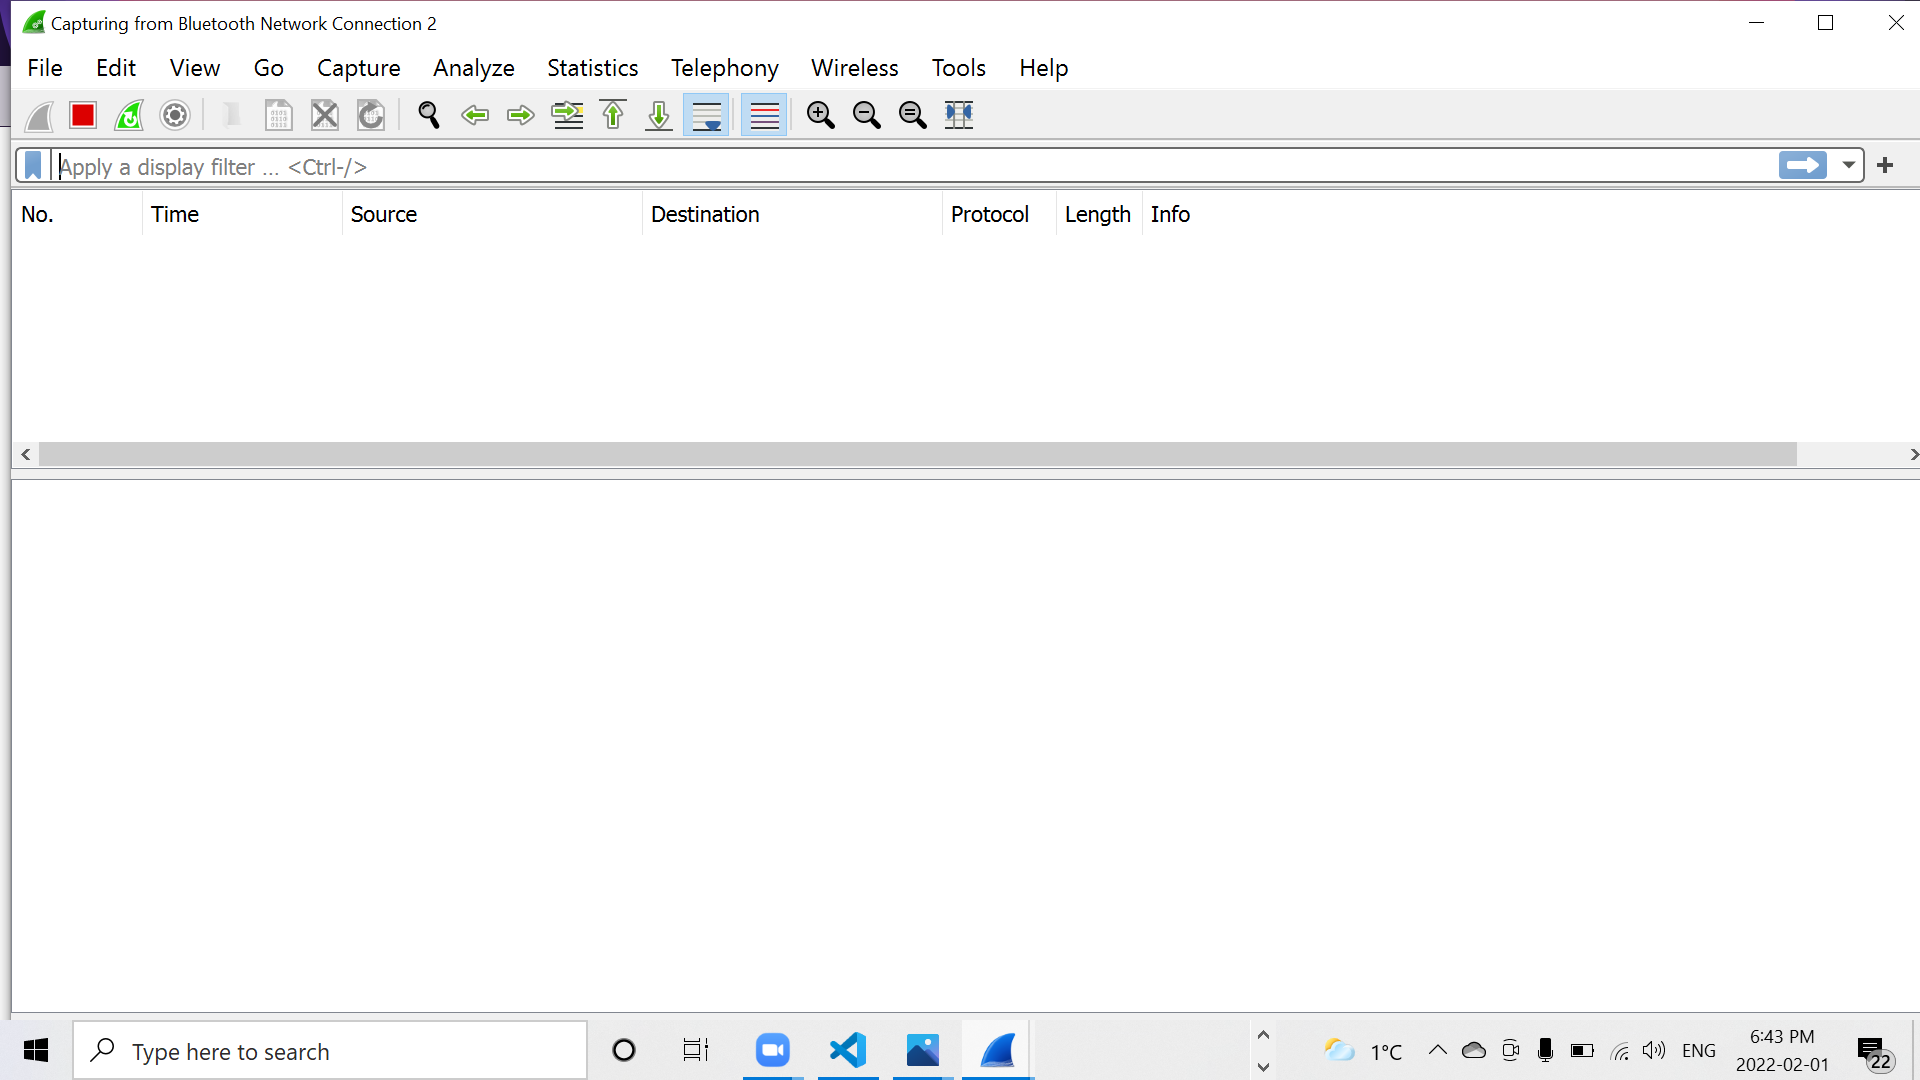 Capturing from Bluetooth Network Connection 2
File Edit View Go Capture Analyze Statistics Telephony Wireless Tools Help
Apply a display filter ... <Ctrl-/>
No. Time Source Destination Protocol Length Info
Type here to search
1°C
ENG
6:43 PM
2022-02-01
22